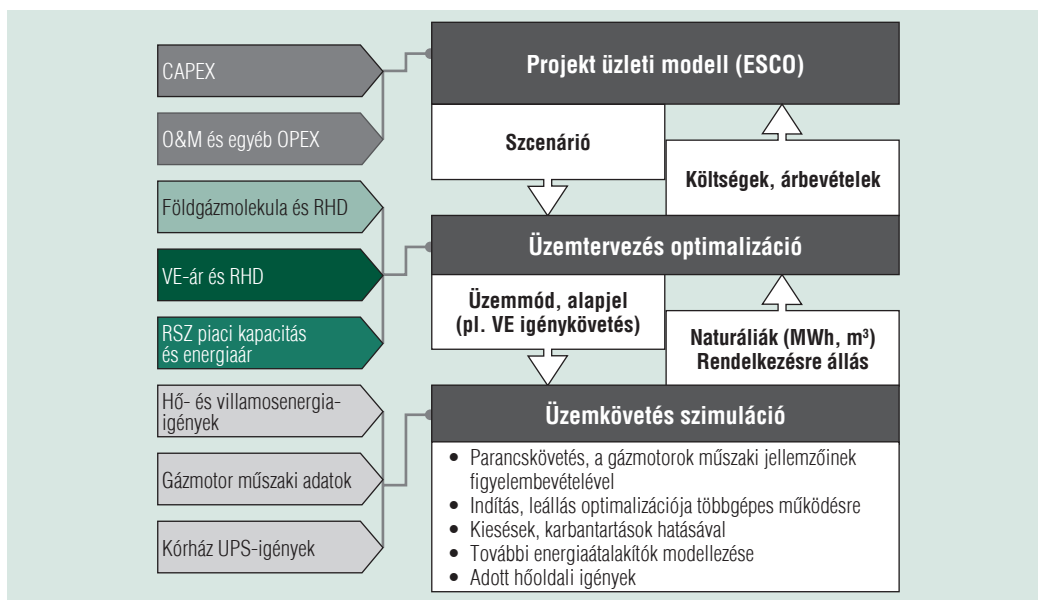 CAPEX
O&M és egyéb OPEX
Földgázmolekula és RHD
VE-ár és RHD
RSZ piaci kapacitás
és energiaár
Hő- és villamosenergia-
igények
Gázmotor műszaki adatok
Kórház UPS-igények
Projekt üzleti modell (ESCO)
Szcenárió
Költségek, árbevételek
Üzemtervezés optimalizáció
Üzemmód, alapjel
(pl. VE igénykövetés)
Naturáliák (MWh, m³)
Rendelkezésre állás
Üzemkövetés szimuláció
• Parancskövetés, a gázmotorok műszaki jellemzőinek
figyelembevételével
• Indítás, leállás optimalizációja többgépes működésre
• Kiesések, karbantartások hatásával
• További energiaátalakítók modellezése
• Adott hőoldali igények